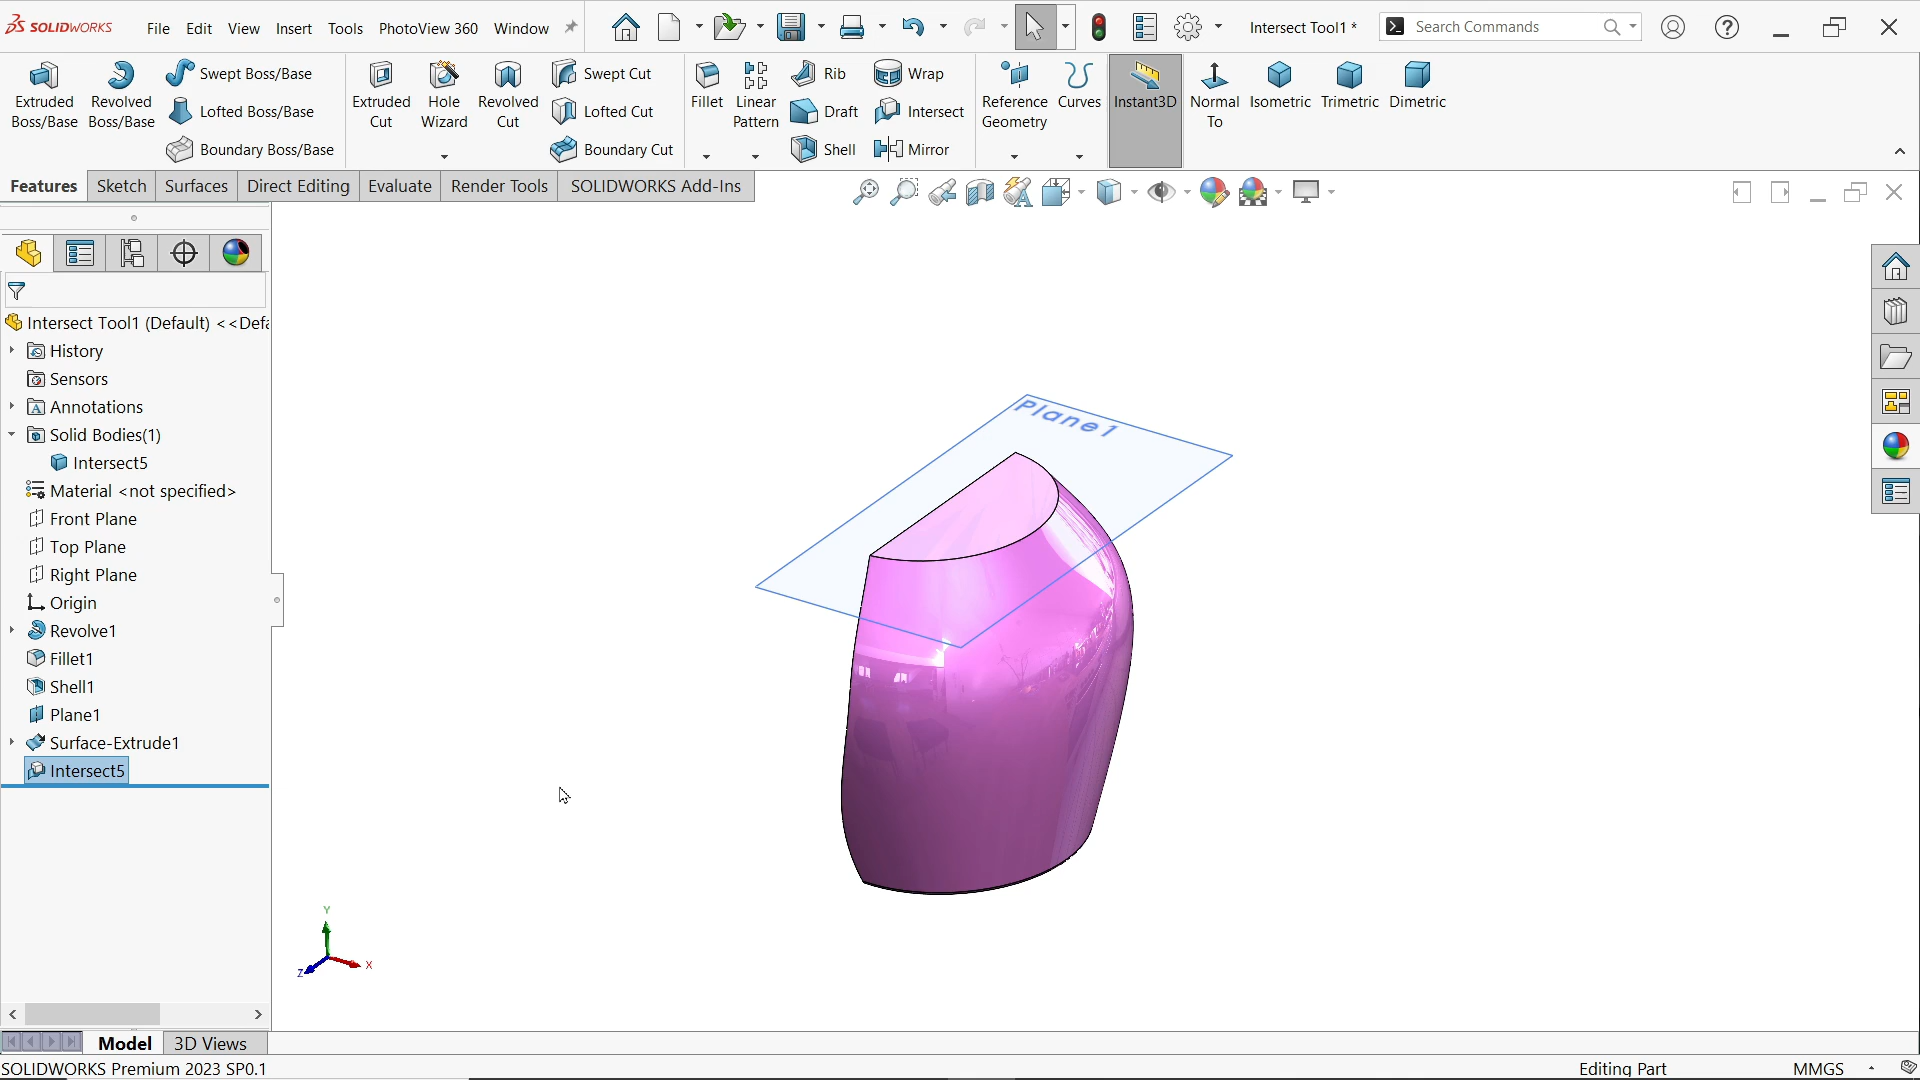 SOLIDWORKS File Edit View Insert Tools PhotoView 360 Window Intersect Tool1 * Search Commands
Extruded Boss/Base
Revolved Boss/Base
Swept Boss/Base
Lofted Boss/Base
Boundary Boss/Base
Extruded Cut
Hole Wizard
Revolved Cut
Swept Cut
Lofted Cut
Boundary Cut
Fillet
Linear Pattern
Rib
Draft
Shell
Wrap
Intersect
Mirror
Reference Geometry
Curves
Instant3D
Normal To
Isometric
Trimetric
Dimetric
Features Sketch Surfaces Direct Editing Evaluate Render Tools SOLIDWORKS Add-Ins
Intersect Tool1 (Default) <<Defa
History
Sensors
Annotations
Solid Bodies(1)
Intersect5
Material <not specified>
Front Plane
Top Plane
Right Plane
Origin
Revolve1
Fillet1
Shell1
Plane1
Surface-Extrude1
Intersect5
Plane1
Y
X
Z
Model 3D Views
SOLIDWORKS Premium 2023 SP0.1 Editing Part MMGS